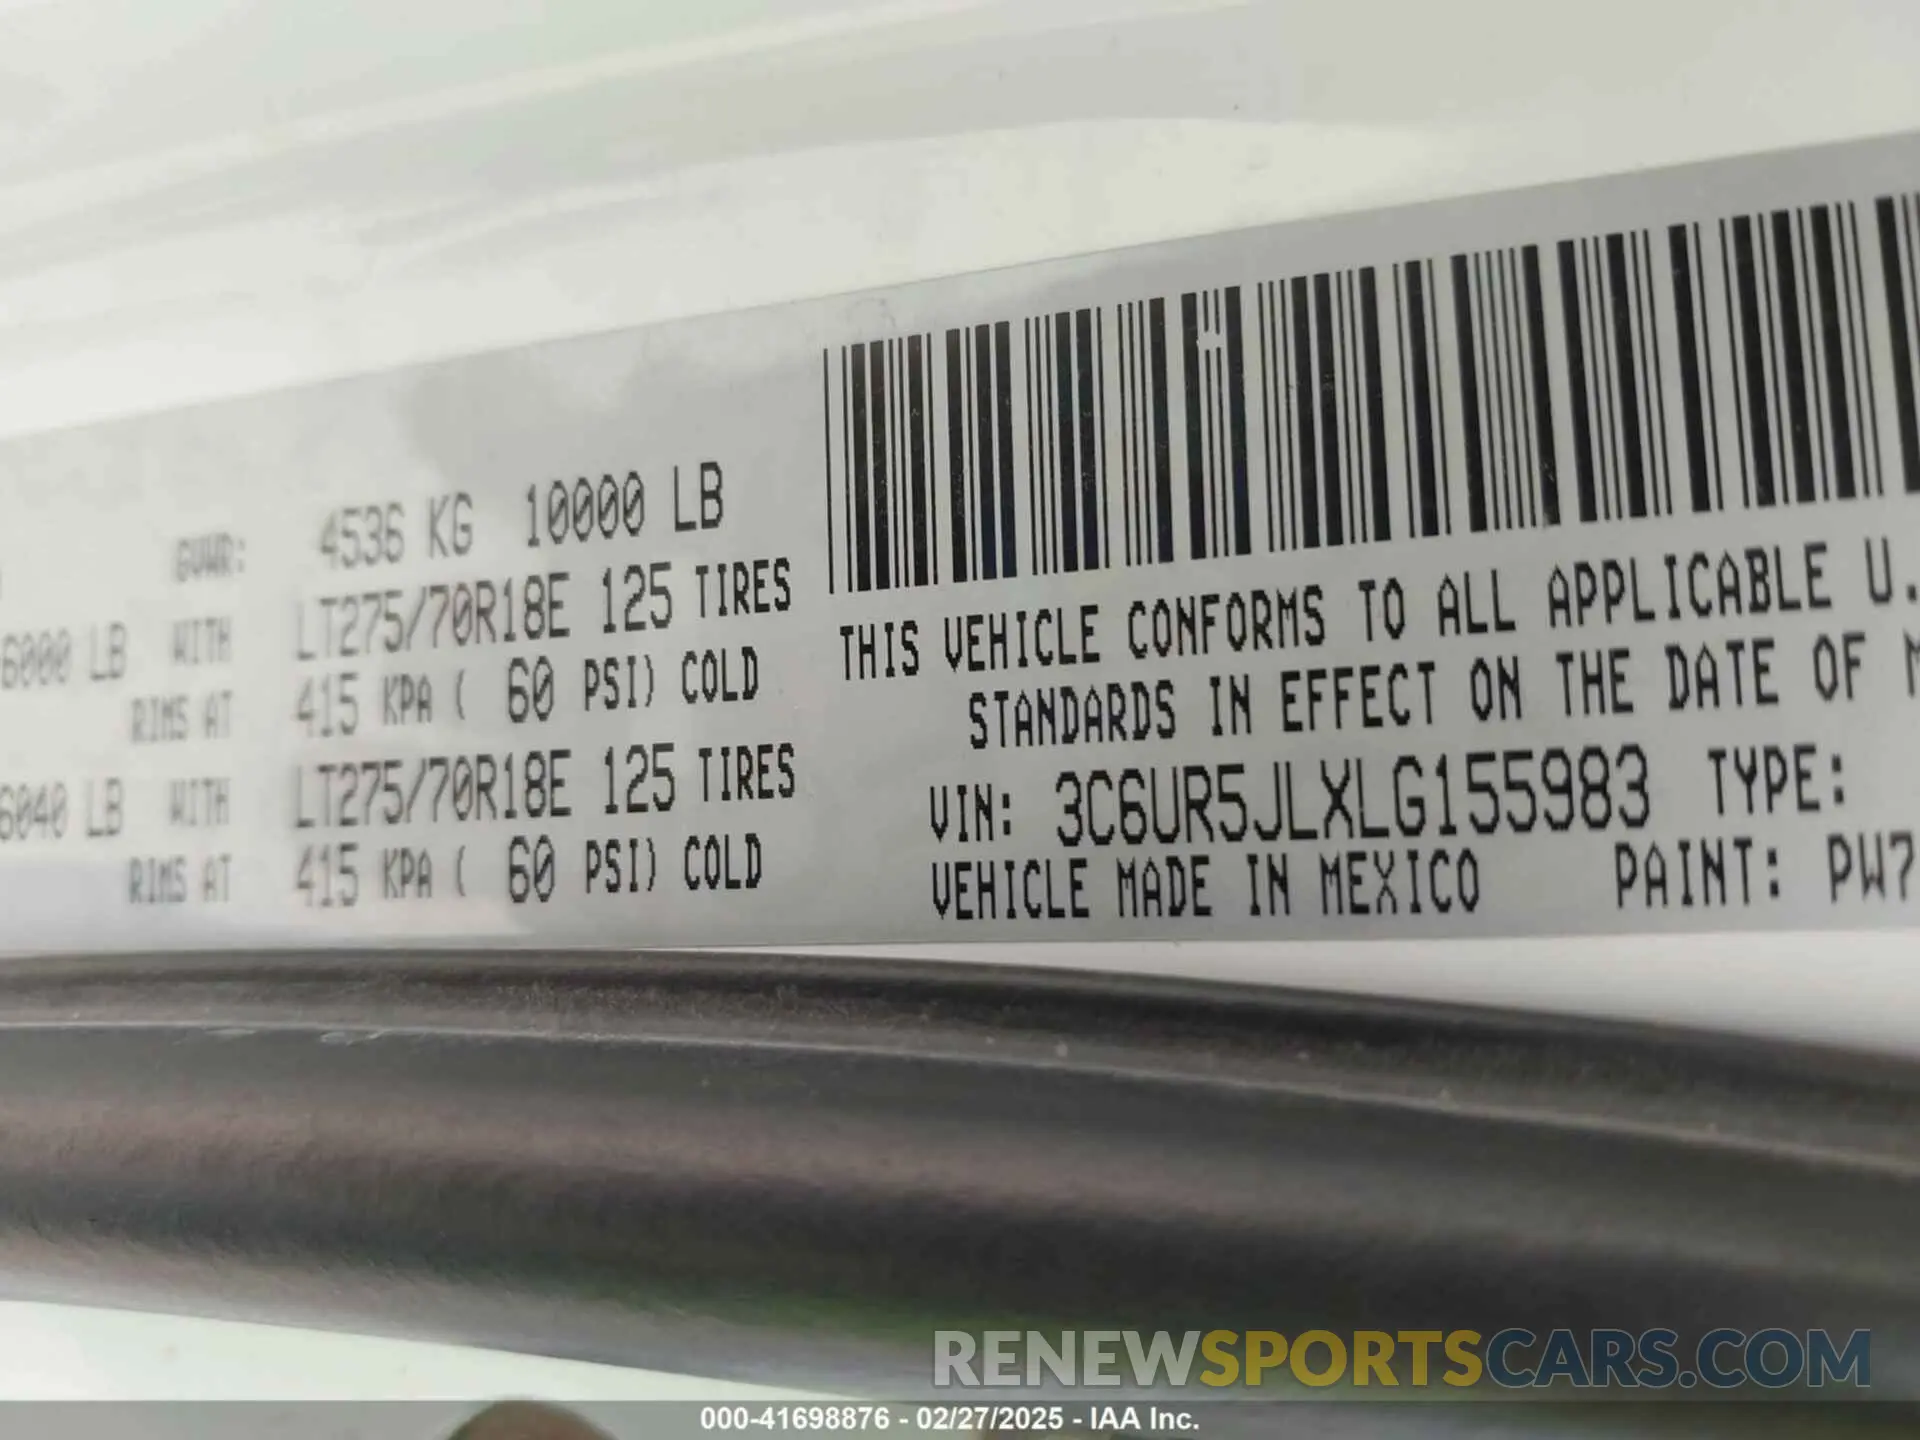 GVWR: 4536 KG 10000 LB
6000 LB WITH LT275/70R18E 125 TIRES
RIMS AT 415 KPA ( 60 PSI) COLD
6040 LB WITH LT275/70R18E 125 TIRES
RIMS AT 415 KPA ( 60 PSI) COLD
THIS VEHICLE CONFORMS TO ALL APPLICABLE U.
STANDARDS IN EFFECT ON THE DATE OF
VIN: 3C6UR5JLXLG155983 TYPE:
VEHICLE MADE IN MEXICO PAINT: PW7
RENEWSPORTSCARS.COM
000-41698876 - 02/27/2025 - IAA Inc.